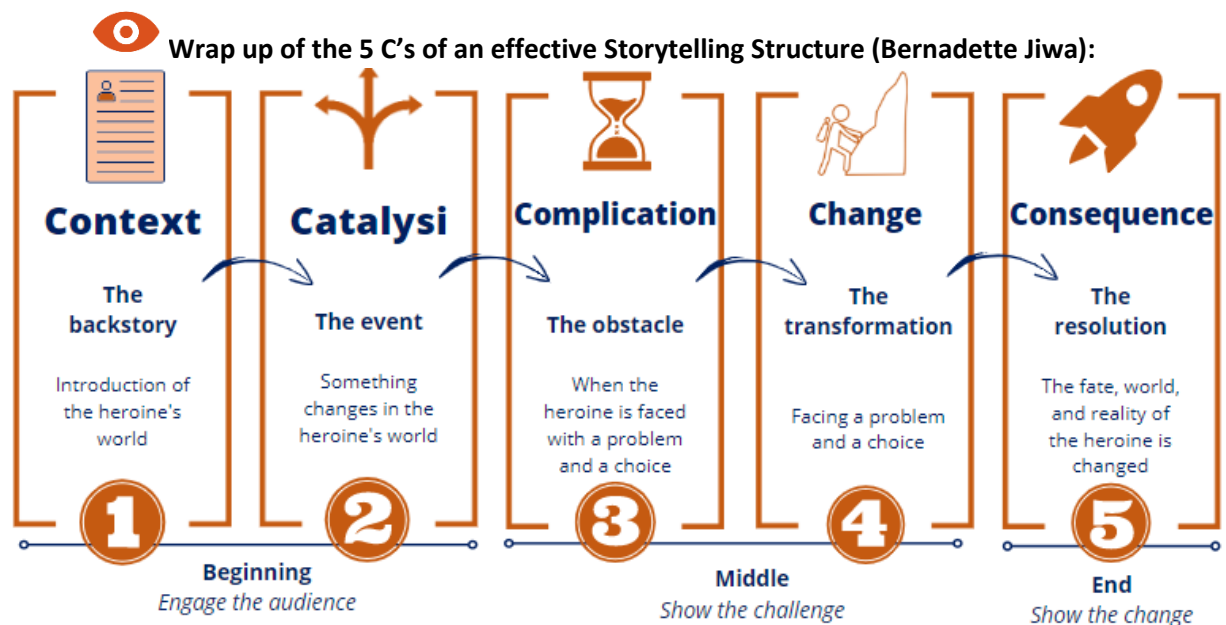 Wrap up of the 5 C’s of an effective Storytelling Structure (Bernadette Jiwa):
Context
The
backstory
Introduction of
the heroine's
world
1
Catalysi
The event
Something
changes in the
heroine's world
2
Beginning
Engage the audience
Complication
The obstacle
When the
heroine is faced
with a problem
and a choice
3
Change
The
transformation
Facing a problem
and a choice
4
Middle
Show the challenge
Consequence
The
resolution
The fate, world,
and reality of
the heroine is
changed
5
End
Show the change